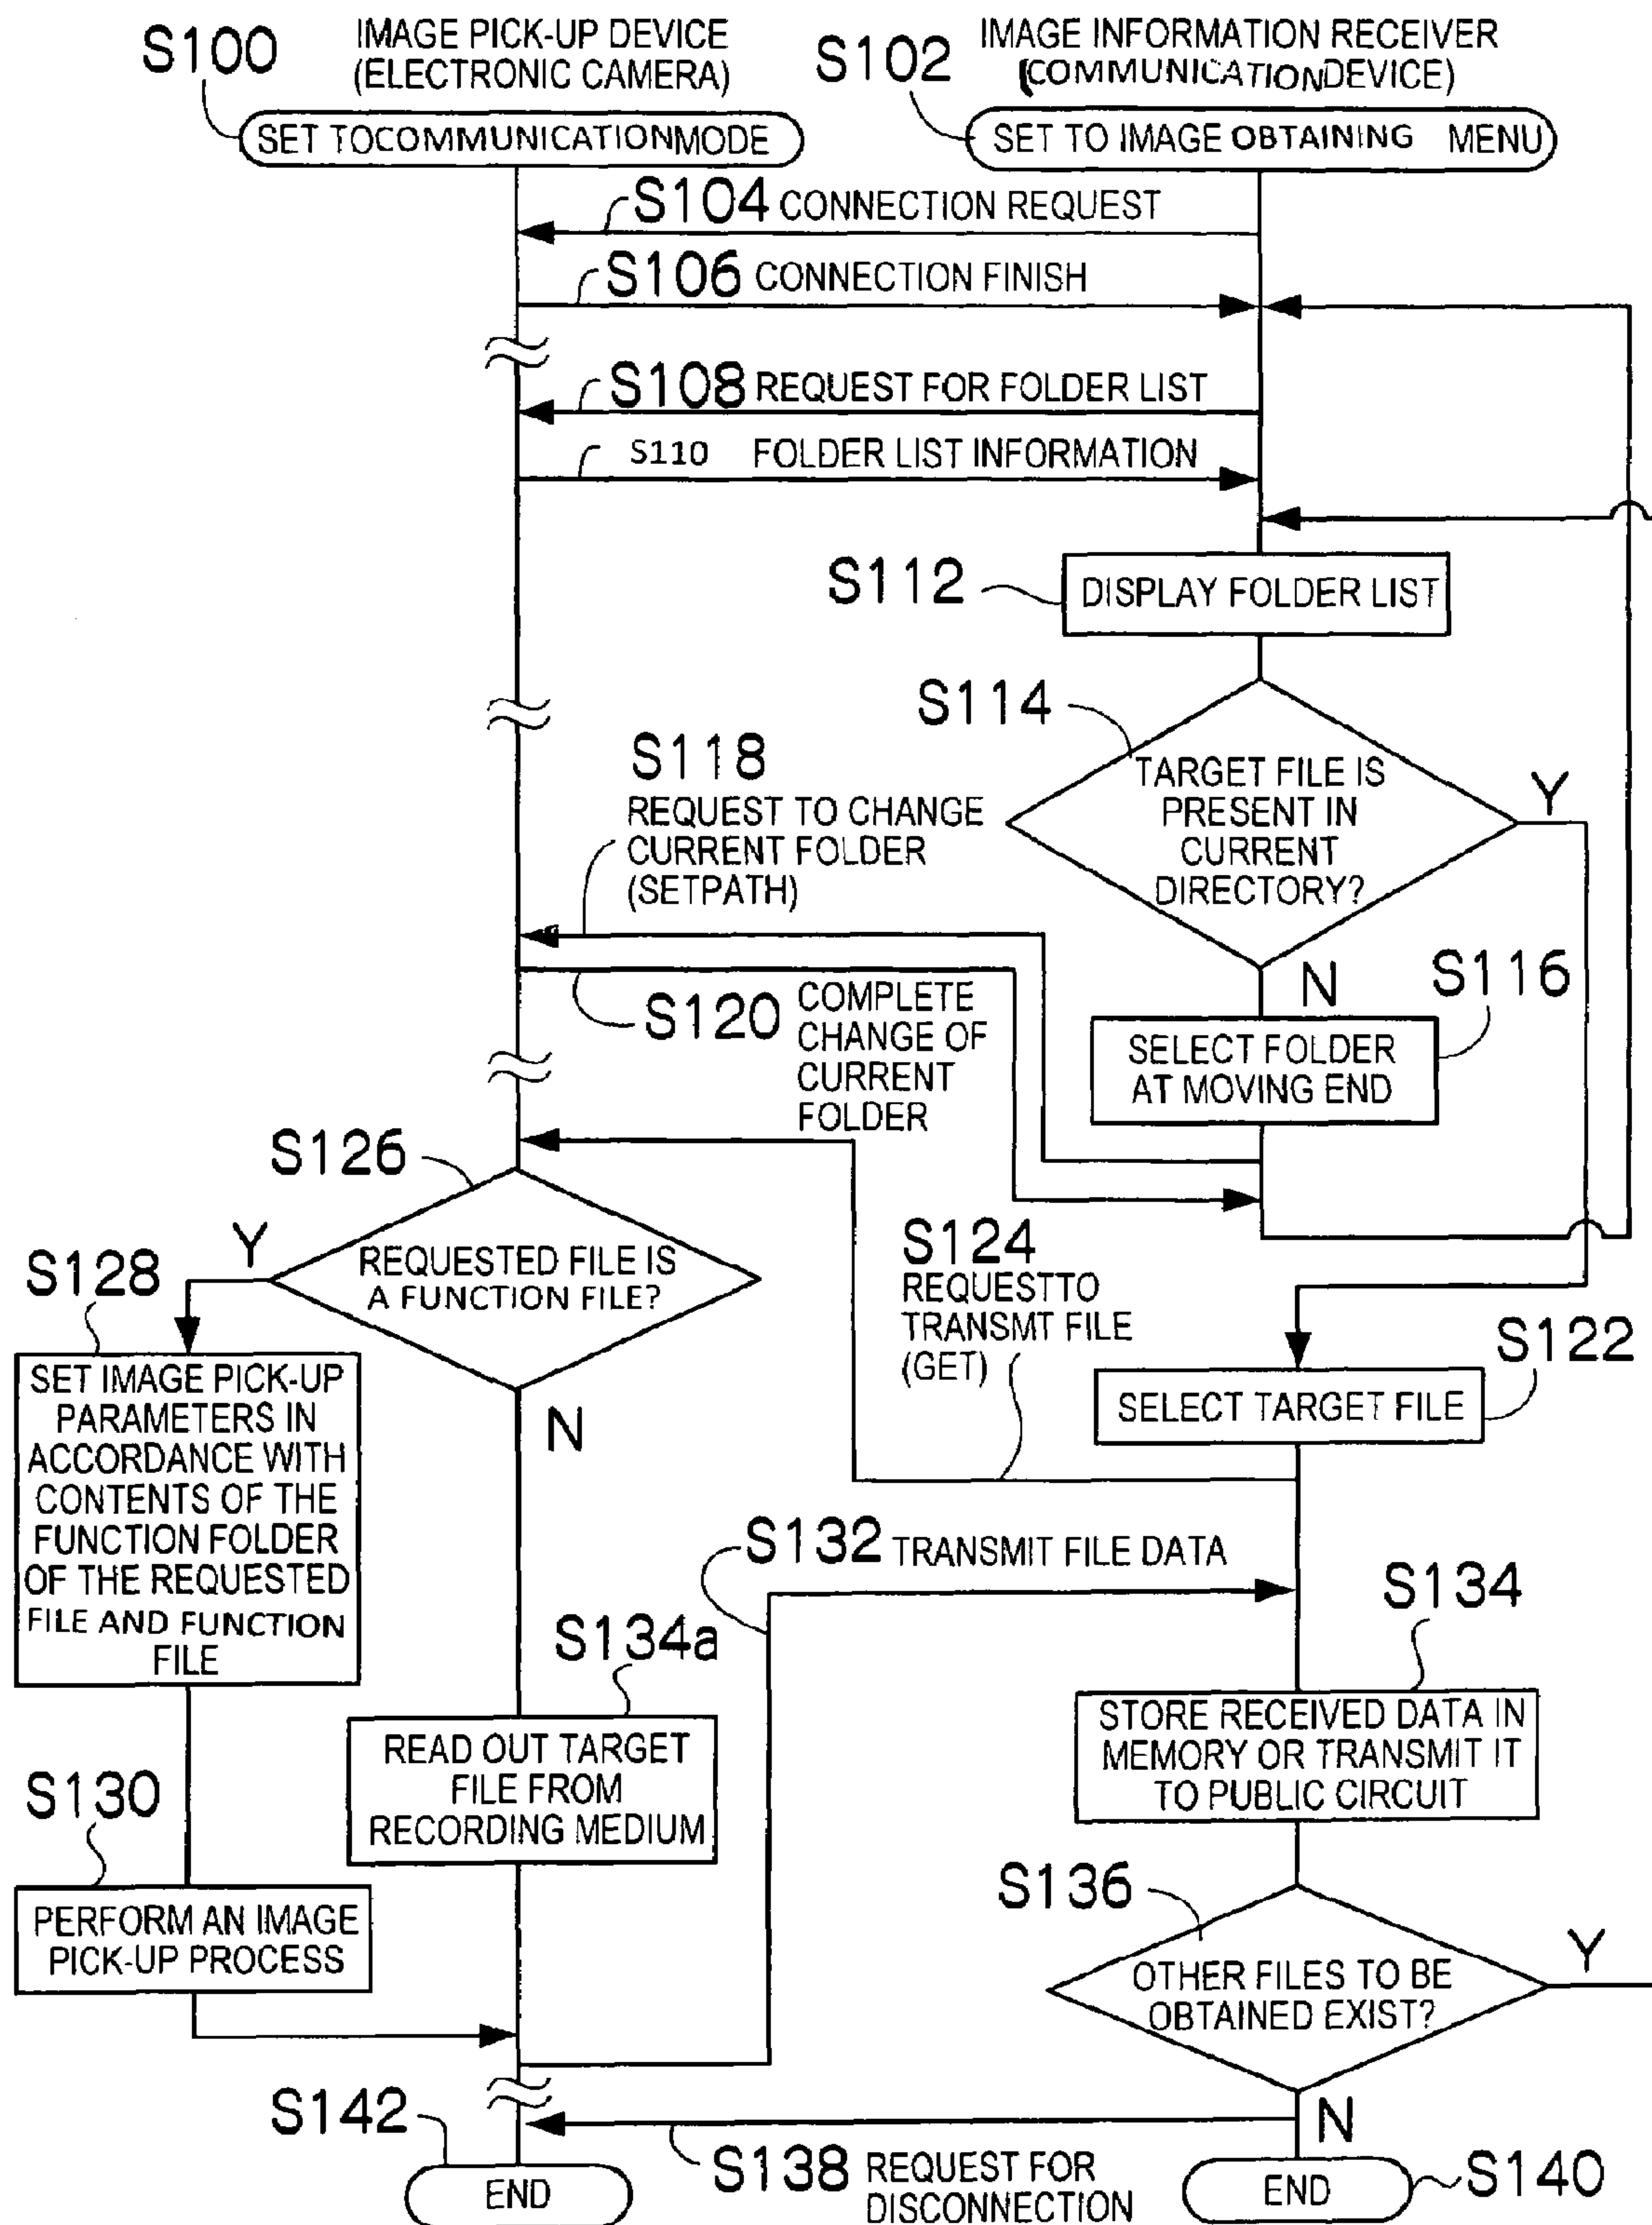 S100
IMAGE PICK-UP DEVICE
(ELECTRONIC CAMERA)
S102
IMAGE INFORMATION RECEIVER
(COMMUNICATIONDEVICE)
SET TOCOMMUNICATIONMODE
SET TO IMAGE OBTAINING MENU
S104 CONNECTION REQUEST
S106 CONNECTION FINISH
S108 REQUEST FOR FOLDER LIST
S110 FOLDER LIST INFORMATION
S112
DISPLAY FOLDER LIST
S114
TARGET FILE IS
PRESENT IN
CURRENT
DIRECTORY?
Y
N
S118
REQUEST TO CHANGE
CURRENT FOLDER
(SETPATH)
S116
SELECT FOLDER
AT MOVING END
S120
COMPLETE
CHANGE OF
CURRENT
FOLDER
S126
REQUESTED FILE IS
A FUNCTION FILE?
Y
N
S124
REQUESTTO
TRANSMT FILE
(GET)
S122
SELECT TARGET FILE
S128
SET IMAGE PICK-UP
PARAMETERS IN
ACCORDANCE WITH
CONTENTS OF THE
FUNCTION FOLDER
OF THE REQUESTED
FILE AND FUNCTION
FILE
S132 TRANSMIT FILE DATA
S134a
READ OUT TARGET
FILE FROM
RECORDING MEDIUM
S134
STORE RECEIVED DATA IN
MEMORY OR TRANSMIT IT
TO PUBLIC CIRCUIT
S130
PERFORM AN IMAGE
PICK-UP PROCESS
S136
OTHER FILES TO BE
OBTAINED EXIST?
Y
N
S142
END
S138 REQUEST FOR
DISCONNECTION
END
S140